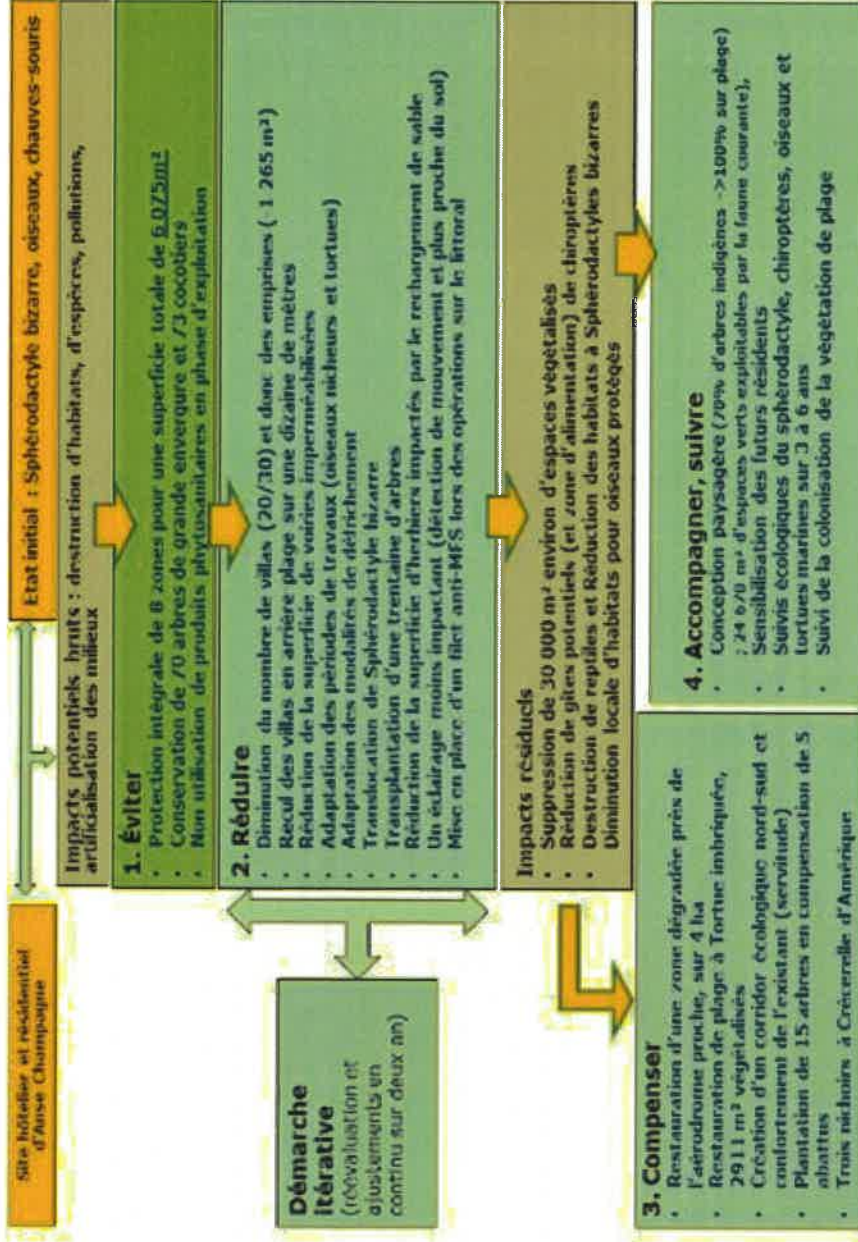 Site hôtelier et résidentiel
d'Anse Champagne
Etat initial : Sphérodactyle bizarre, oiseaux, chauves-souris
Impacts potentiels bruts : destruction d'habitats, d'espèces, pollutions,
artificialisation des milieux
1. Éviter
• Protection intégrale de 8 zones pour une superficie totale de 6 075m²
• Conservation de 70 arbres de grande envergure et 73 cocotiers
• Non utilisation de produits phytosanitaires en phase d'exploitation
Démarche
itérative
(réévaluation et
ajustements en
continu sur deux an)
2. Réduire
• Diminution du nombre de villas (20/30) et donc des emprises (- 1 265 m²)
• Recul des villas en arrière plage sur une dizaine de mètres
• Réduction de la superficie de voiries imperméabilisées
• Adaptation des périodes de travaux (oiseaux nicheurs et tortues)
• Adaptation des modalités de défrichement
• Translocation de Sphérodactyle bizarre
• Transplantation d'une trentaine d'arbres
• Réduction de la superficie d'herbiers impactés par le rechargement de sable
• Un éclairage moins impactant (détection de mouvement et plus proche du sol)
• Mise en place d'un filet anti-MES lors des opérations sur le littoral
Impacts résiduels
• Suppression de 30 000 m² environ d'espaces végétalisés
• Réduction de gîtes potentiels (et zone d'alimentation) de chiroptères
• Destruction de reptiles et Réduction des habitats à Sphérodactyles bizarres
• Diminution locale d'habitats pour oiseaux protégés
3. Compenser
• Restauration d'une zone dégradée près de
l'aérodrome proche, sur 4 ha
• Restauration de plage à Tortue imbriquée,
2911 m² végétalisés
• Création d'un corridor écologique nord-sud et
confortement de l'existant (servitude)
• Plantation de 15 arbres en compensation de 5
abattus
• Trois nichoirs à Crécerelle d'Amérique
4. Accompagner, suivre
• Conception paysagère (70% d'arbres indigènes ->100% sur plage)
; 24 670 m² d'espaces verts exploitables par la faune courante),
• Sensibilisation des futurs résidents
• Suivis écologiques du sphérodactyle, chiroptères, oiseaux et
tortues marines sur 3 à 6 ans
• Suivi de la colonisation de la végétation de plage